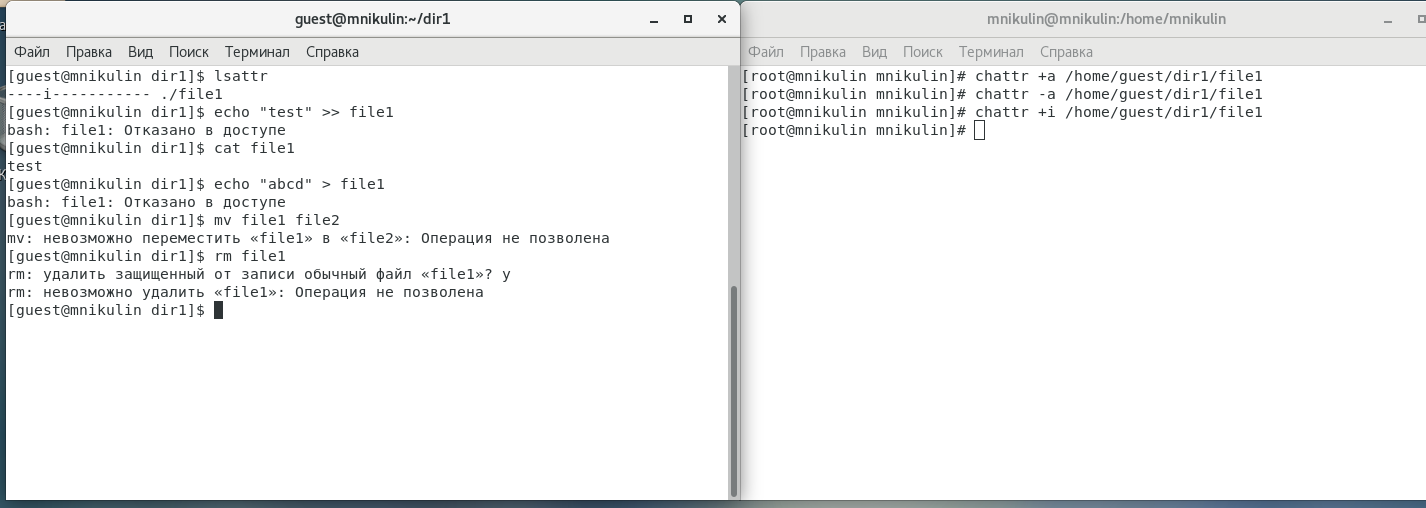 guest@mnikulin:~/dir1
Файл Правка Вид Поиск Терминал Справка
[guest@mnikulin dir1]$ lsattr
----i----------- ./file1
[guest@mnikulin dir1]$ echo "test" >> file1
bash: file1: Отказано в доступе
[guest@mnikulin dir1]$ cat file1
test
[guest@mnikulin dir1]$ echo "abcd" > file1
bash: file1: Отказано в доступе
[guest@mnikulin dir1]$ mv file1 file2
mv: невозможно переместить «file1» в «file2»: Операция не позволена
[guest@mnikulin dir1]$ rm file1
rm: удалить защищенный от записи обычный файл «file1»? y
rm: невозможно удалить «file1»: Операция не позволена
[guest@mnikulin dir1]$
mnikulin@mnikulin:/home/mnikulin
Файл Правка Вид Поиск Терминал Справка
[root@mnikulin mnikulin]# chattr +a /home/guest/dir1/file1
[root@mnikulin mnikulin]# chattr -a /home/guest/dir1/file1
[root@mnikulin mnikulin]# chattr +i /home/guest/dir1/file1
[root@mnikulin mnikulin]#